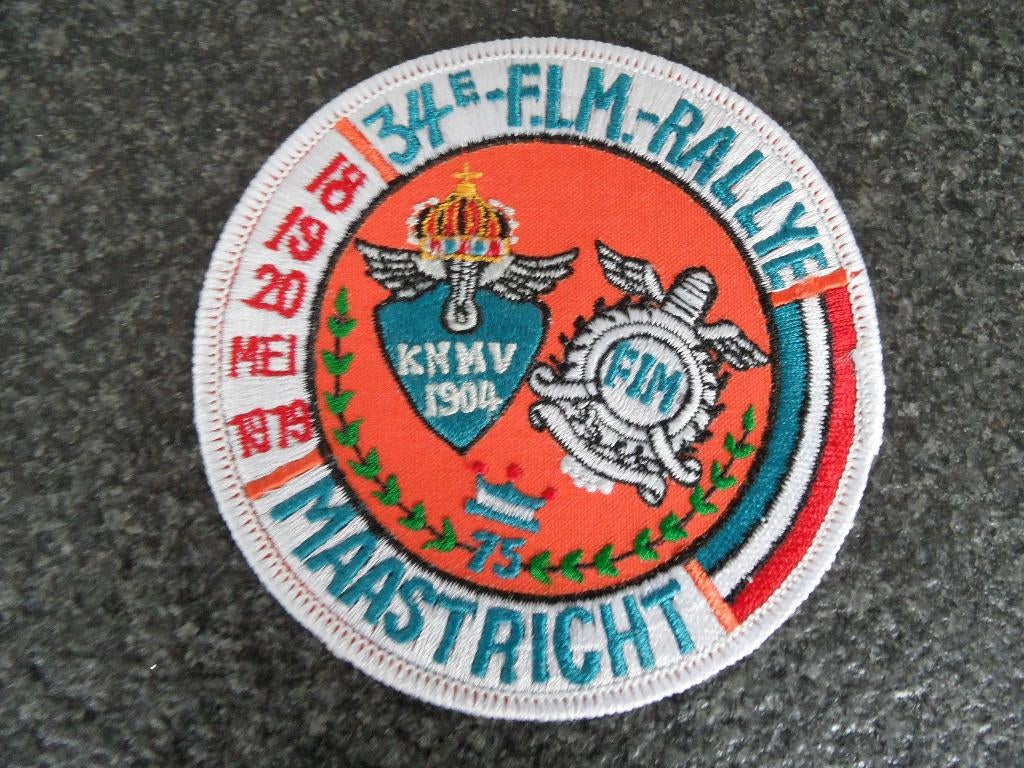 34E-F.I.M.-RALLYE
18
19
20
MEI
1979
KNMV
1904
FIM
75
MAASTRICHT